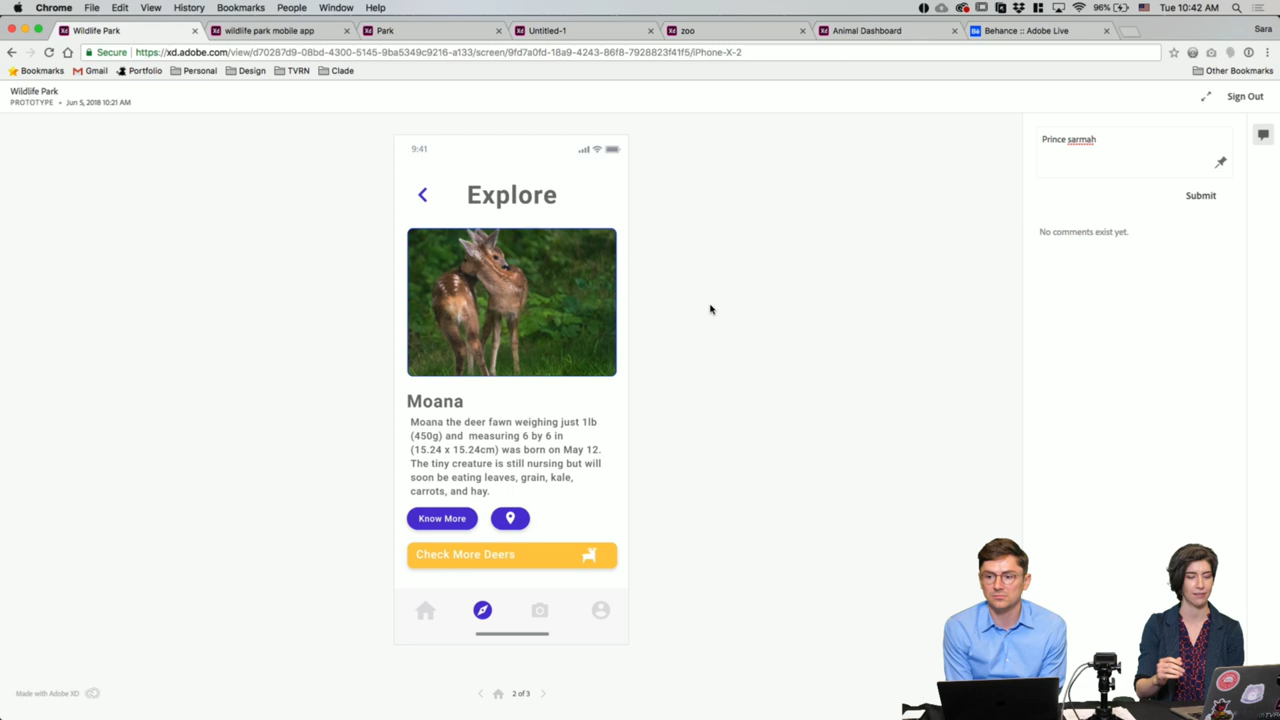 Chrome File Edit View History Bookmarks People Window Help 96% Tue 10:42 AM
Wildlife Park wildlife park mobile app Park Untitled-1 zoo Animal Dashboard Behance :: Adobe Live Sara
Secure https://xd.adobe.com/view/d70287d9-08bd-4300-5145-9ba5349c9216-a133/screen/9fd7a0fd-18a9-4243-86f8-7928823f41f5/iPhone-X-2
Bookmarks Gmail Portfolio Personal Design TVRN Clade Other Bookmarks
Wildlife Park
PROTOTYPE • Jun 5, 2018 10:21 AM
Sign Out
9:41
Explore
Moana
Moana the deer fawn weighing just 1lb
(450g) and measuring 6 by 6 in
(15.24 x 15.24cm) was born on May 12.
The tiny creature is still nursing but will
soon be eating leaves, grain, kale,
carrots, and hay.
Know More
Check More Deers
Prince sarmah
Submit
No comments exist yet.
Made with Adobe XD
2 of 3